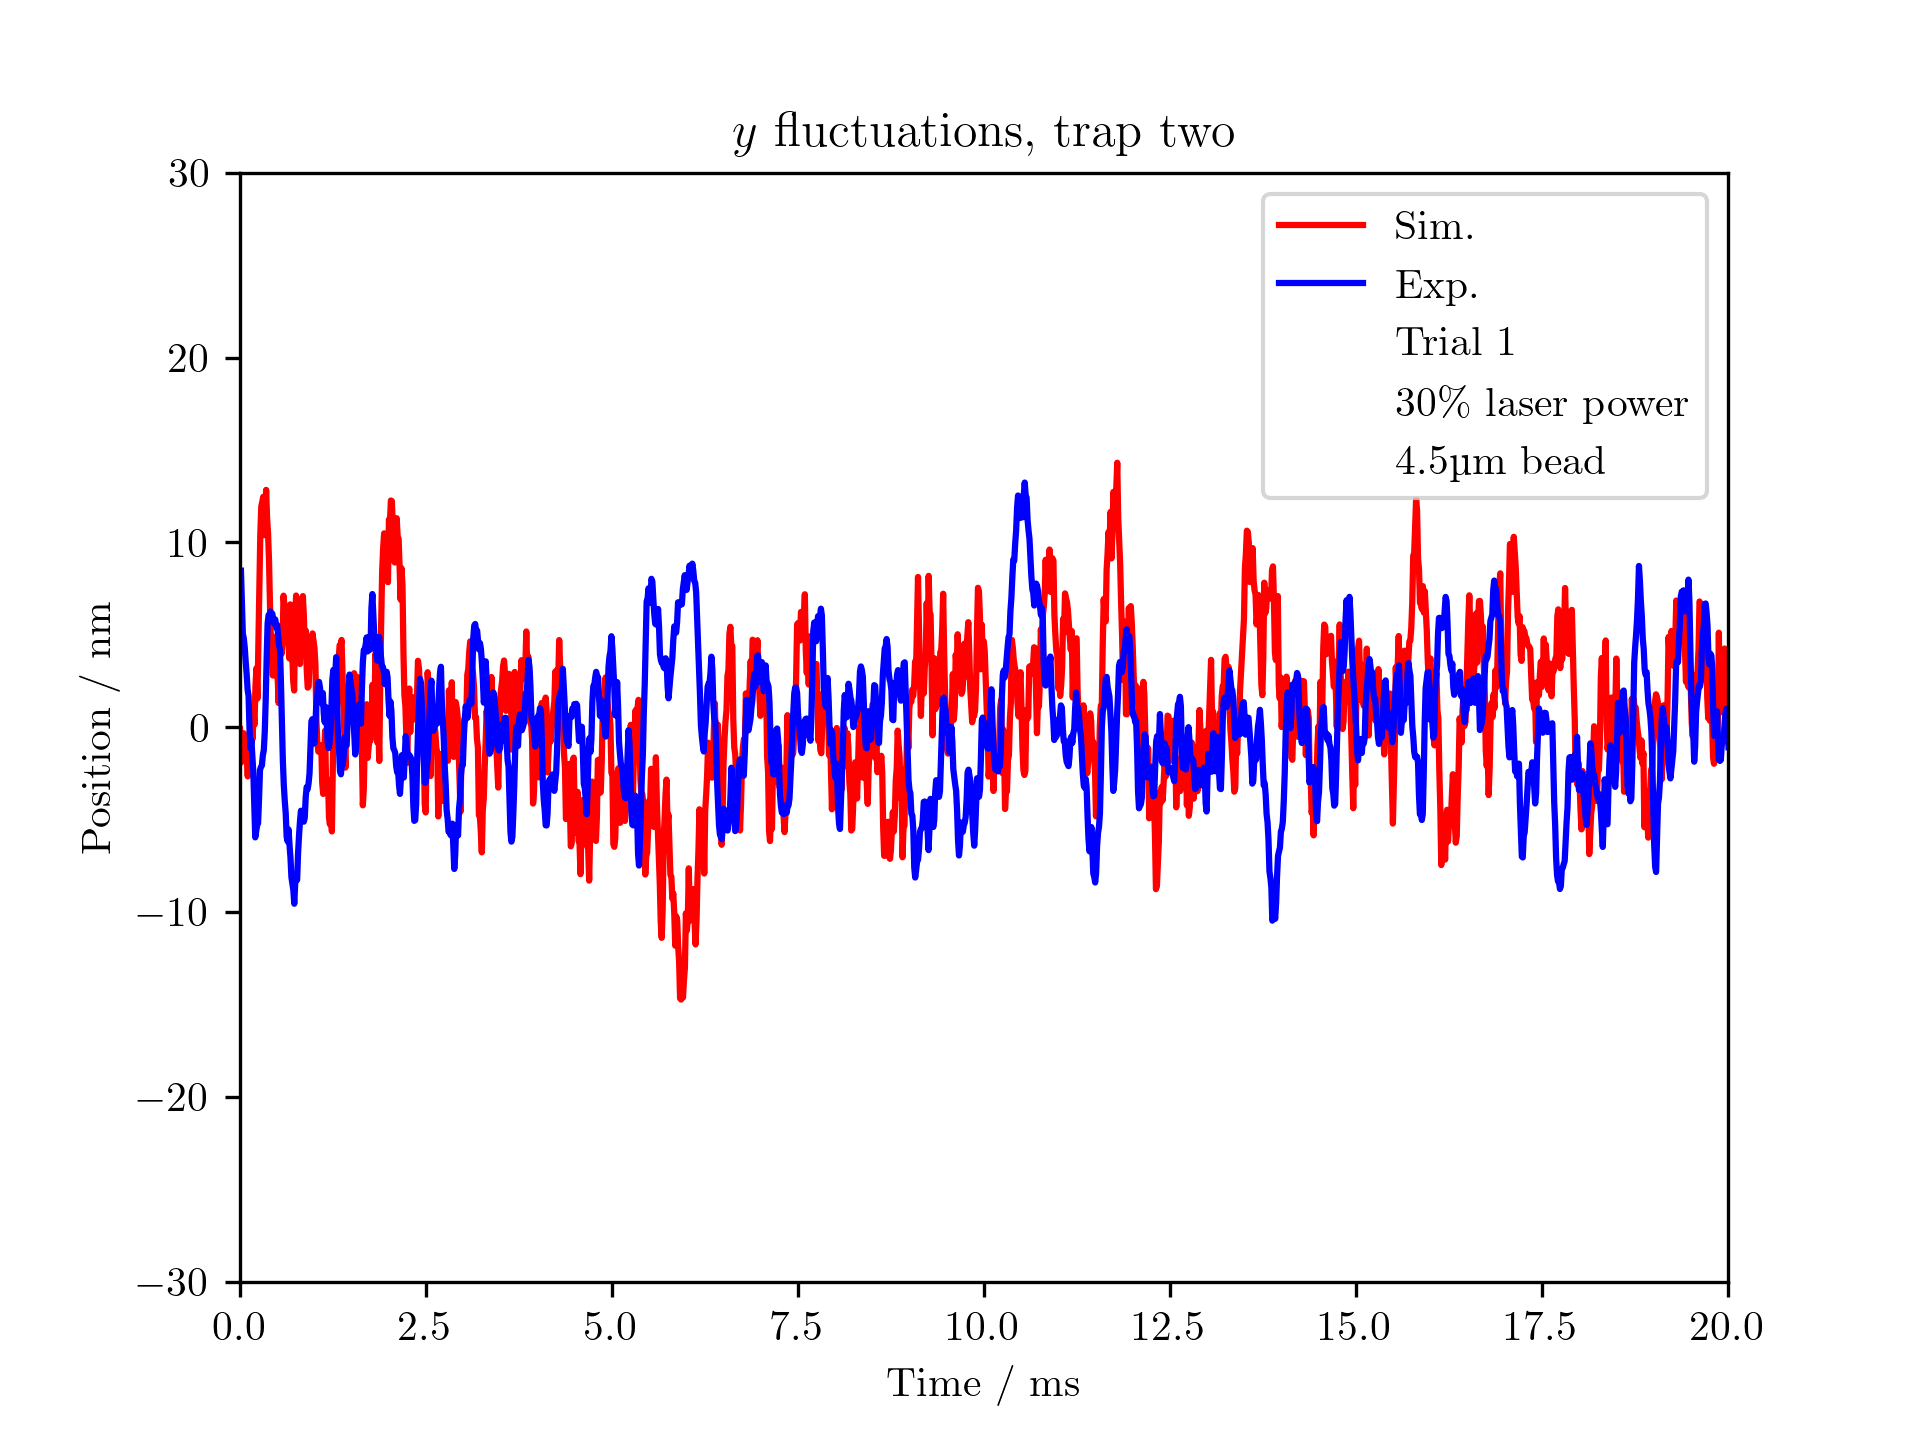 y fluctuations, trap two
30
20
10
0
−10
−20
−30
Position / nm
Sim.
Exp.
Trial 1
30% laser power
4.5µm bead
0.0 2.5 5.0 7.5 10.0 12.5 15.0 17.5 20.0
Time / ms